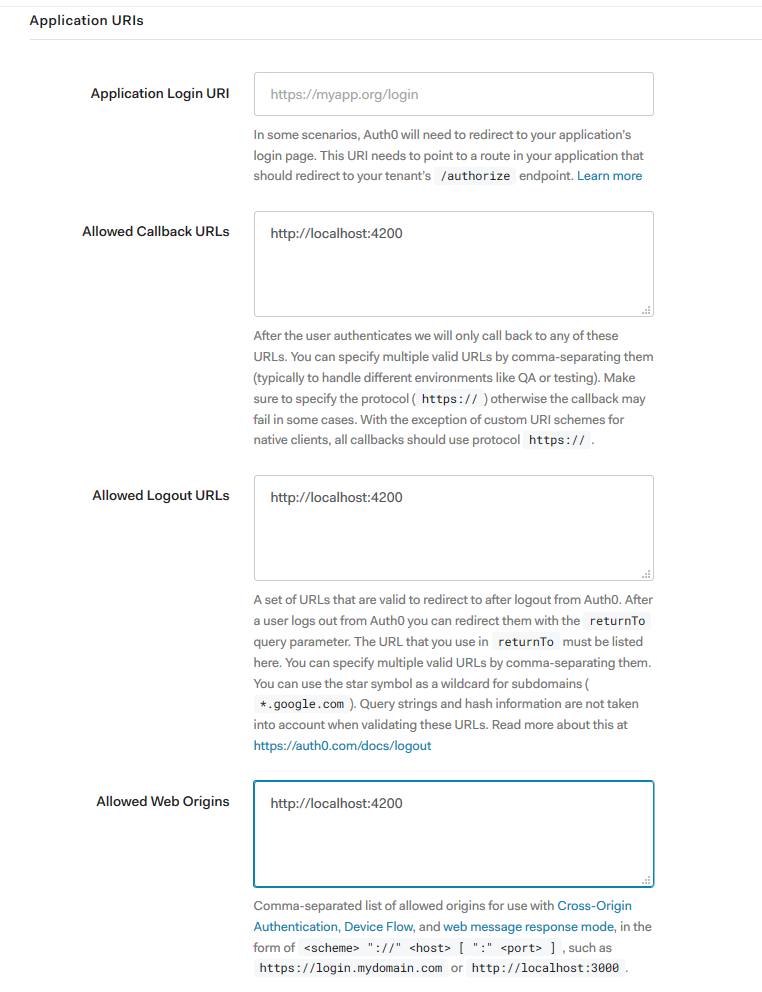 Application URIs
Application Login URI
https://myapp.org/login
In some scenarios, Auth0 will need to redirect to your application's
login page. This URI needs to point to a route in your application that
should redirect to your tenant's /authorize endpoint. Learn more
Allowed Callback URLs
http://localhost:4200
After the user authenticates we will only call back to any of these
URLs. You can specify multiple valid URLs by comma-separating them
(typically to handle different environments like QA or testing). Make
sure to specify the protocol ( https:// ) otherwise the callback may
fail in some cases. With the exception of custom URI schemes for
native clients, all callbacks should use protocol https:// .
Allowed Logout URLs
http://localhost:4200
A set of URLs that are valid to redirect to after logout from Auth0. After
a user logs out from Auth0 you can redirect them with the returnTo
query parameter. The URL that you use in returnTo must be listed
here. You can specify multiple valid URLs by comma-separating them.
You can use the star symbol as a wildcard for subdomains (
*.google.com ). Query strings and hash information are not taken
into account when validating these URLs. Read more about this at
https://auth0.com/docs/logout
Allowed Web Origins
http://localhost:4200
Comma-separated list of allowed origins for use with Cross-Origin
Authentication, Device Flow, and web message response mode, in the
form of <scheme> "://" <host> [ ":" <port> ] , such as
https://login.mydomain.com or http://localhost:3000 .